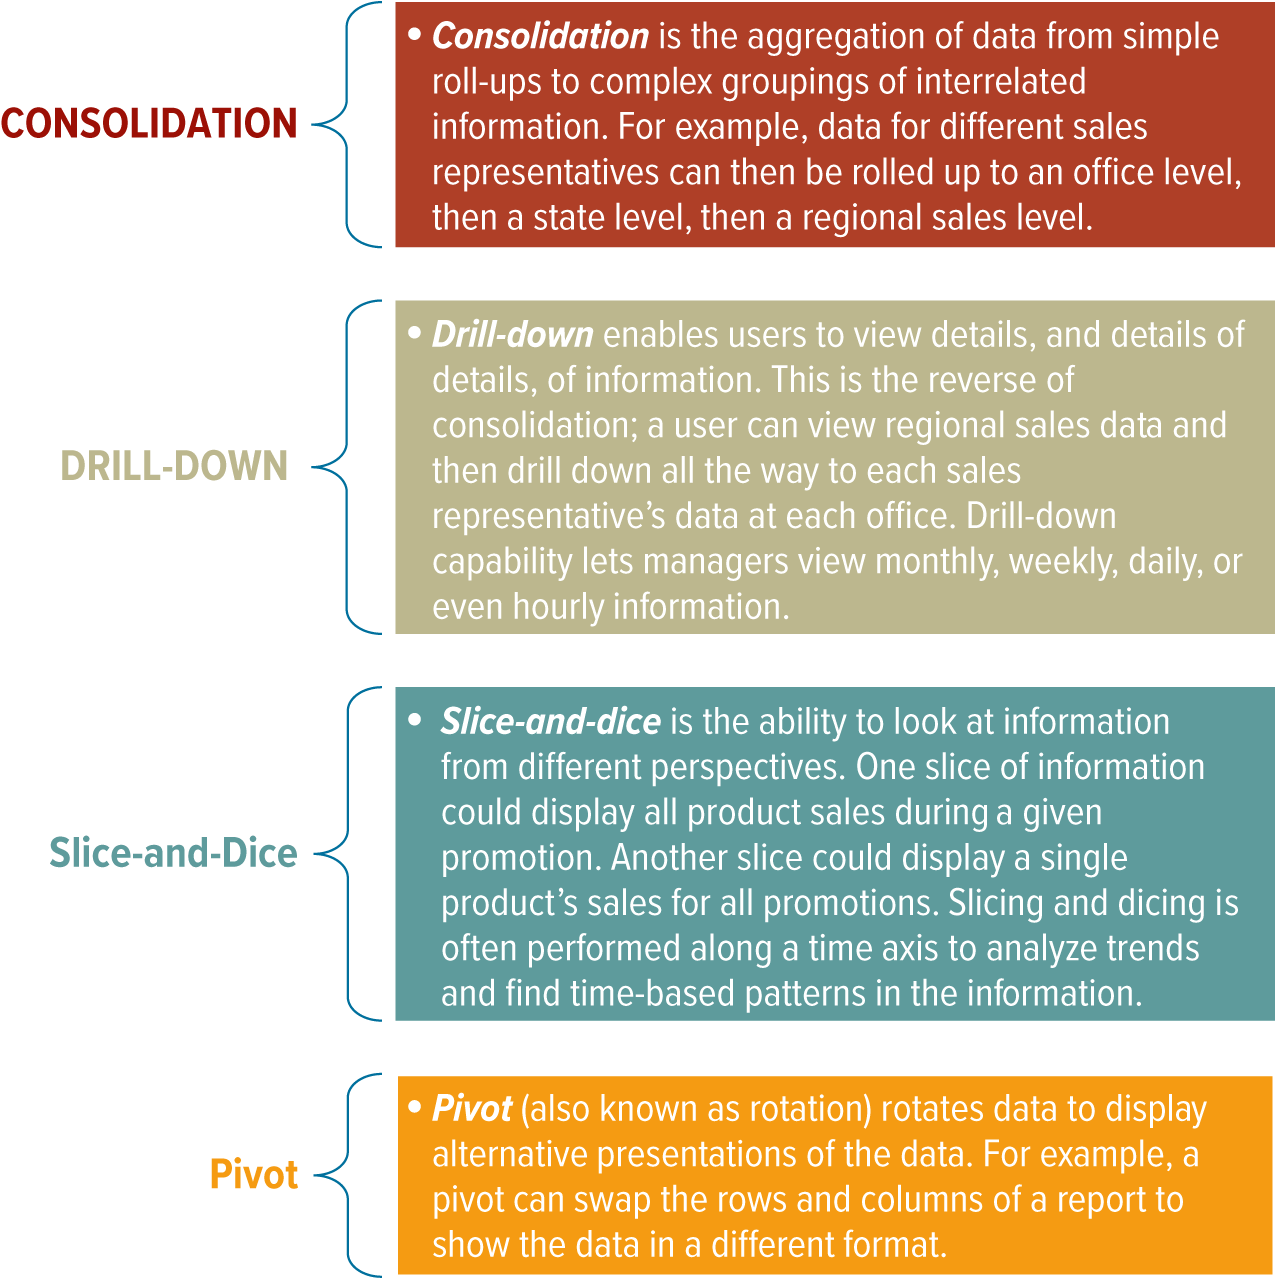 CONSOLIDATION
• Consolidation is the aggregation of data from simple
roll-ups to complex groupings of interrelated
information. For example, data for different sales
representatives can then be rolled up to an office level,
then a state level, then a regional sales level.
DRILL-DOWN
• Drill-down enables users to view details, and details of
details, of information. This is the reverse of
consolidation; a user can view regional sales data and
then drill down all the way to each sales
representative’s data at each office. Drill-down
capability lets managers view monthly, weekly, daily, or
even hourly information.
Slice-and-Dice
• Slice-and-dice is the ability to look at information
from different perspectives. One slice of information
could display all product sales during a given
promotion. Another slice could display a single
product’s sales for all promotions. Slicing and dicing is
often performed along a time axis to analyze trends
and find time-based patterns in the information.
Pivot
• Pivot (also known as rotation) rotates data to display
alternative presentations of the data. For example, a
pivot can swap the rows and columns of a report to
show the data in a different format.